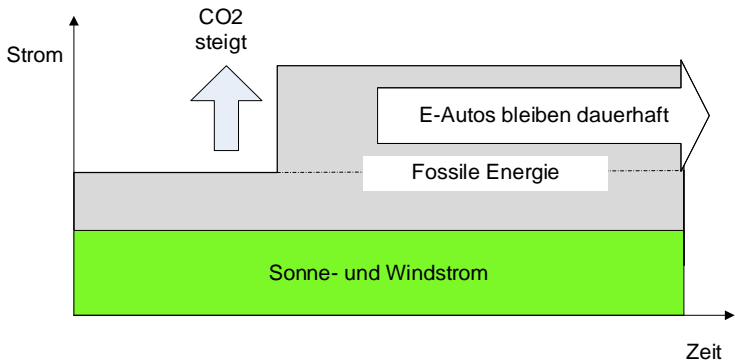 CO2
steigt
Strom
E-Autos bleiben dauerhaft
Fossile Energie
Sonne- und Windstrom
Zeit